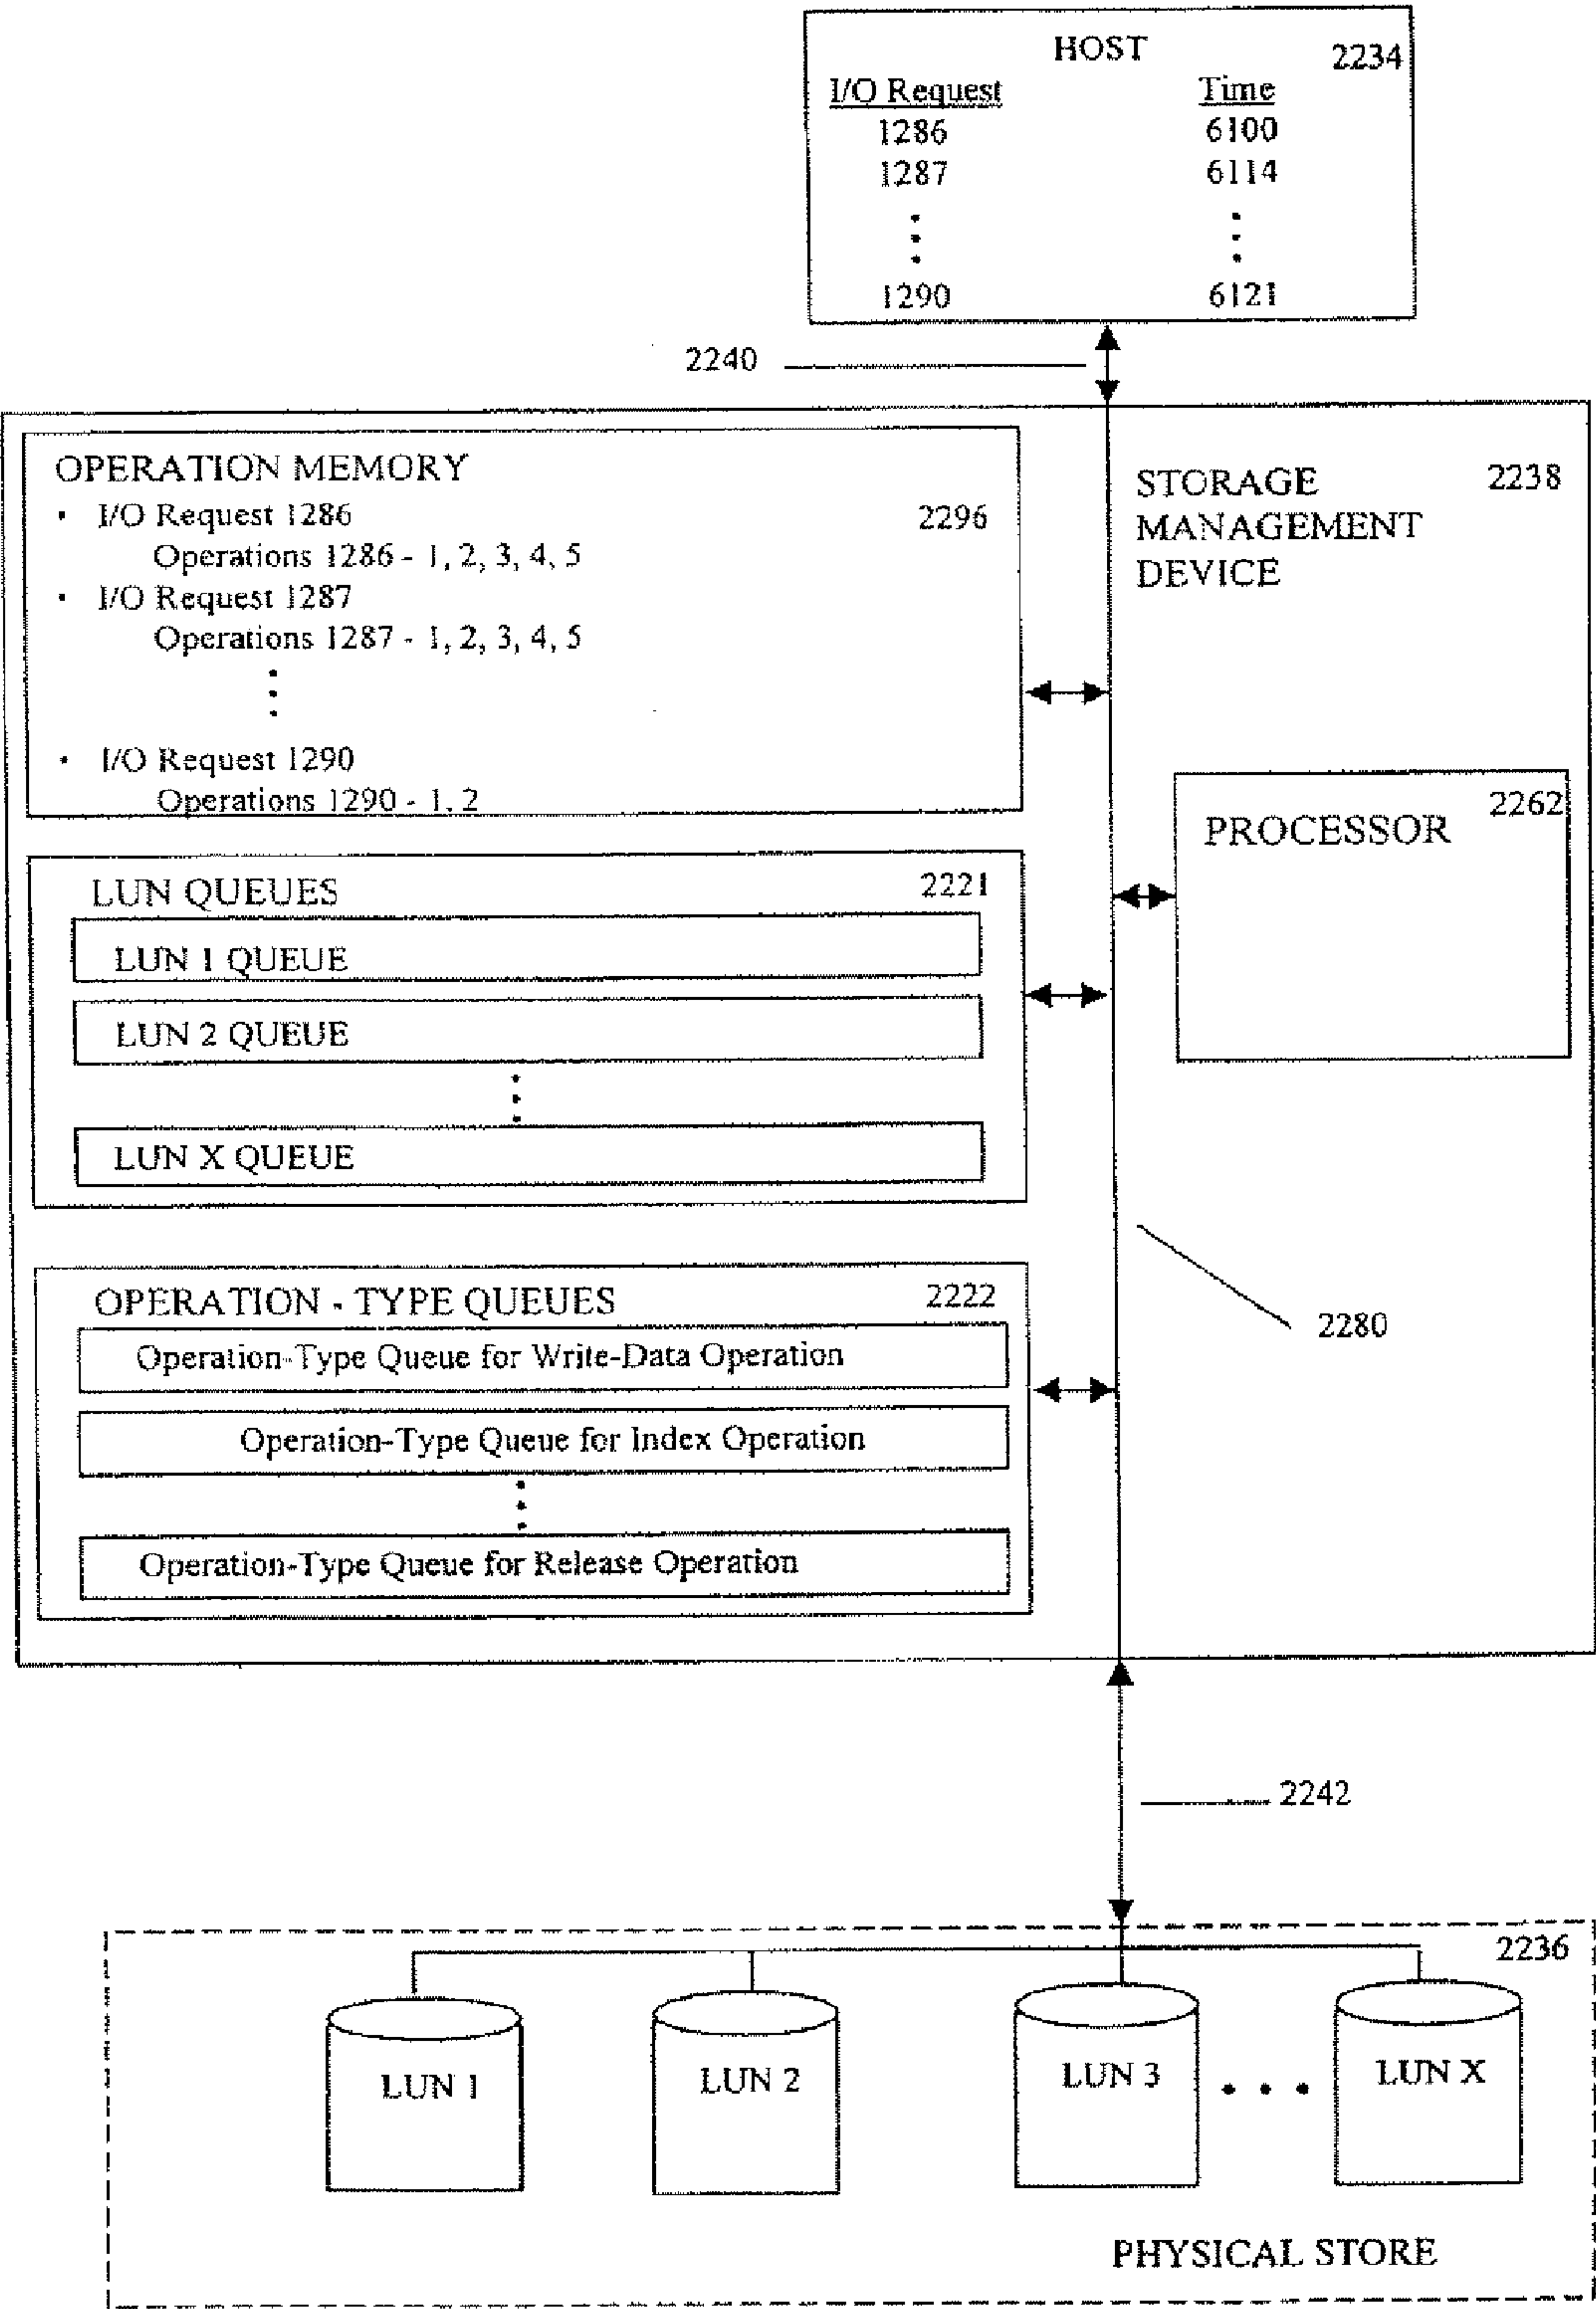 HOST 2234
I/O Request Time
1286 6100
1287 6114
1290 6121
2240
OPERATION MEMORY
2296
· I/O Request 1286
Operations 1286 - 1, 2, 3, 4, 5
· I/O Request 1287
Operations 1287 - 1, 2, 3, 4, 5
· I/O Request 1290
Operations 1290 - 1, 2
STORAGE 2238
MANAGEMENT
DEVICE
2262
PROCESSOR
LUN QUEUES 2221
LUN 1 QUEUE
LUN 2 QUEUE
LUN X QUEUE
OPERATION - TYPE QUEUES 2222
Operation-Type Queue for Write-Data Operation
Operation-Type Queue for Index Operation
Operation-Type Queue for Release Operation
2280
2242
2236
LUN 1
LUN 2
LUN 3
LUN X
PHYSICAL STORE